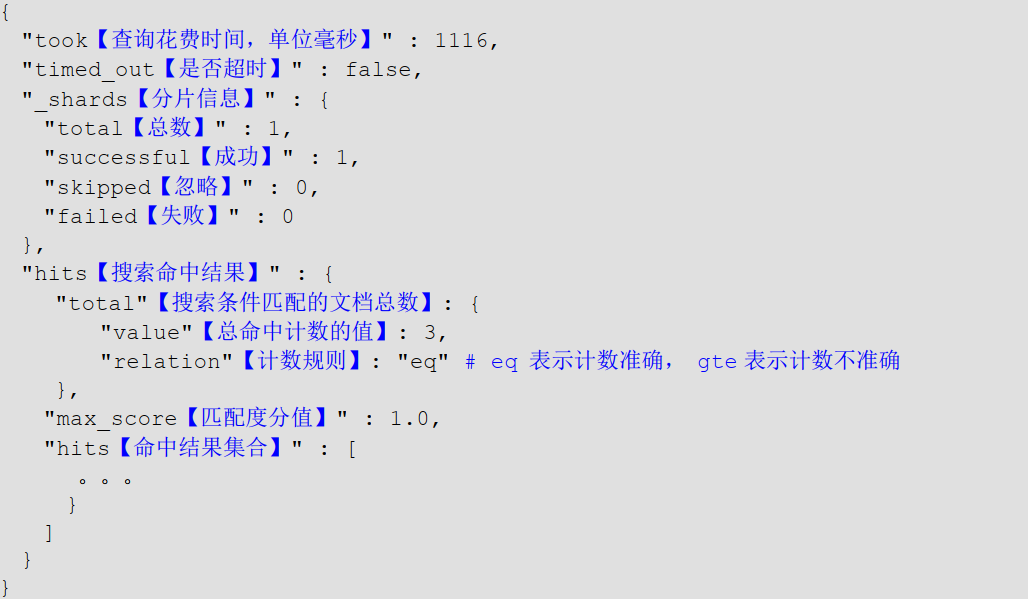 {
"took【查询花费时间，单位毫秒】" : 1116,
"timed_out【是否超时】" : false,
"_shards【分片信息】" : {
"total【总数】" : 1,
"successful【成功】" : 1,
"skipped【忽略】" : 0,
"failed【失败】" : 0
},
"hits【搜索命中结果】" : {
"total"【搜索条件匹配的文档总数】: {
"value"【总命中计数的值】: 3,
"relation"【计数规则】: "eq" # eq 表示计数准确， gte 表示计数不准确
},
"max_score【匹配度分值】" : 1.0,
"hits【命中结果集合】" : [
。。。
}
]
}
}